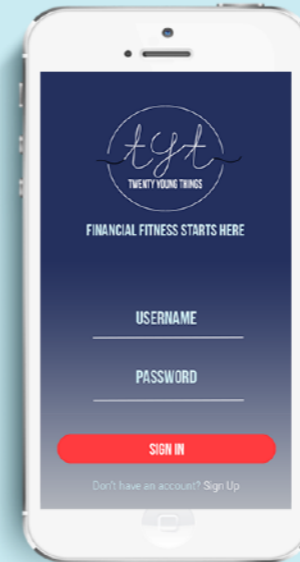 tyt
TWENTY YOUNG THINGS
FINANCIAL FITNESS STARTS HERE
USERNAME
PASSWORD
SIGN IN
Don't have an account? Sign Up